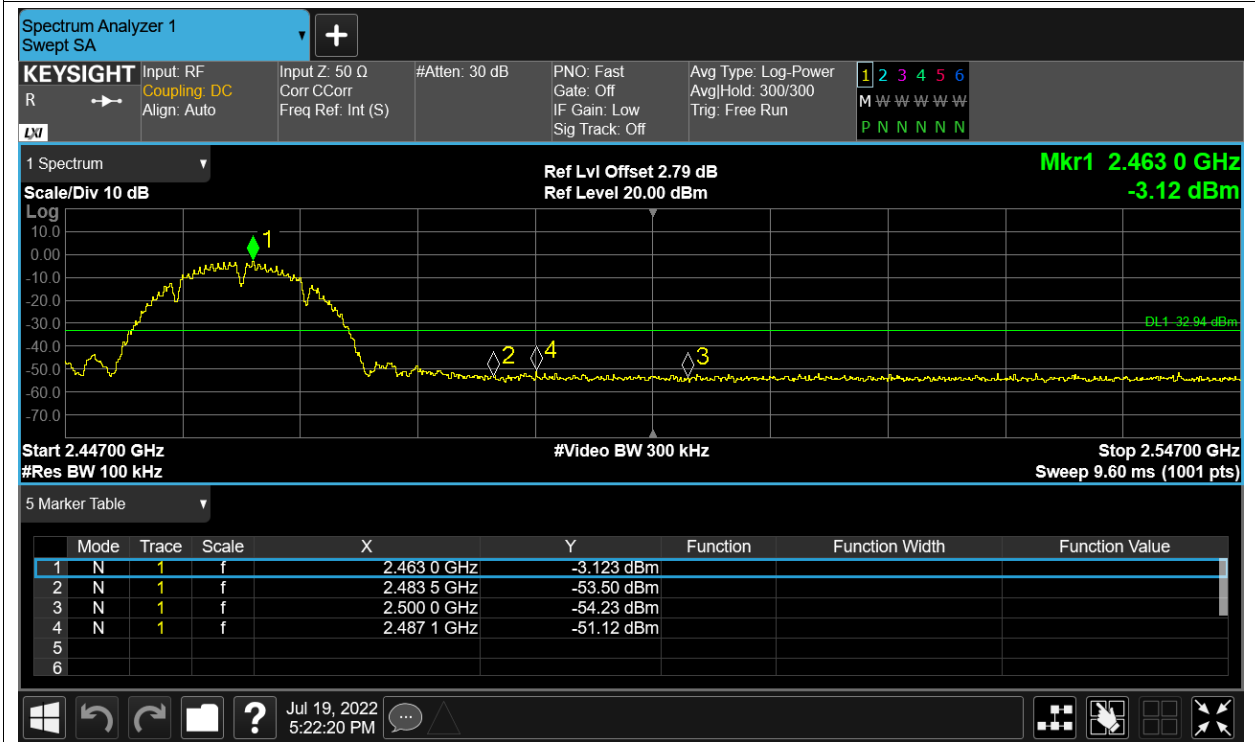 Spectrum Analyzer 1
Swept SA
KEYSIGHT Input: RF Input Z: 50 Ω #Atten: 30 dB PNO: Fast Avg Type: Log-Power 1 2 3 4 5 6
R Coupling: DC Corr CCorr Gate: Off Avg|Hold: 300/300 M W W W W W
Align: Auto Freq Ref: Int (S) IF Gain: Low Trig: Free Run
LXI Sig Track: Off P N N N N N
1 Spectrum Ref Lvl Offset 2.79 dB Mkr1 2.463 0 GHz
Scale/Div 10 dB Ref Level 20.00 dBm -3.12 dBm
Log
10.0
1
0.00
-10.0
-20.0
-30.0 DL1 -32.94 dBm
-40.0
2 4 3
-50.0
-60.0
-70.0
Start 2.44700 GHz #Video BW 300 kHz Stop 2.54700 GHz
#Res BW 100 kHz Sweep 9.60 ms (1001 pts)
5 Marker Table
Mode Trace Scale X Y Function Function Width Function Value
1 N 1 f 2.463 0 GHz -3.123 dBm
2 N 1 f 2.483 5 GHz -53.50 dBm
3 N 1 f 2.500 0 GHz -54.23 dBm
4 N 1 f 2.487 1 GHz -51.12 dBm
5
6
? Jul 19, 2022
5:22:20 PM